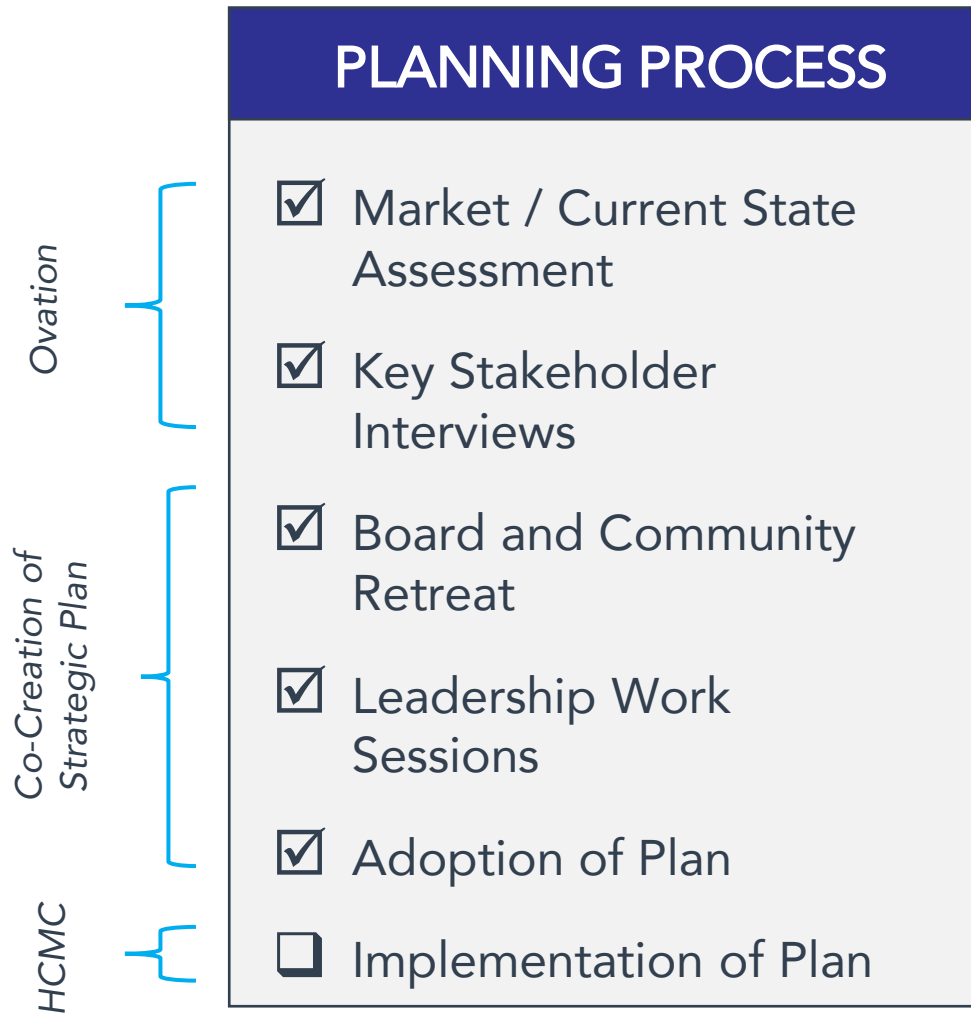 PLANNING PROCESS
Ovation
Market / Current State
Assessment
Key Stakeholder
Interviews
Co-Creation of
Strategic Plan
Board and Community
Retreat
Leadership Work
Sessions
Adoption of Plan
HCMC
Implementation of Plan